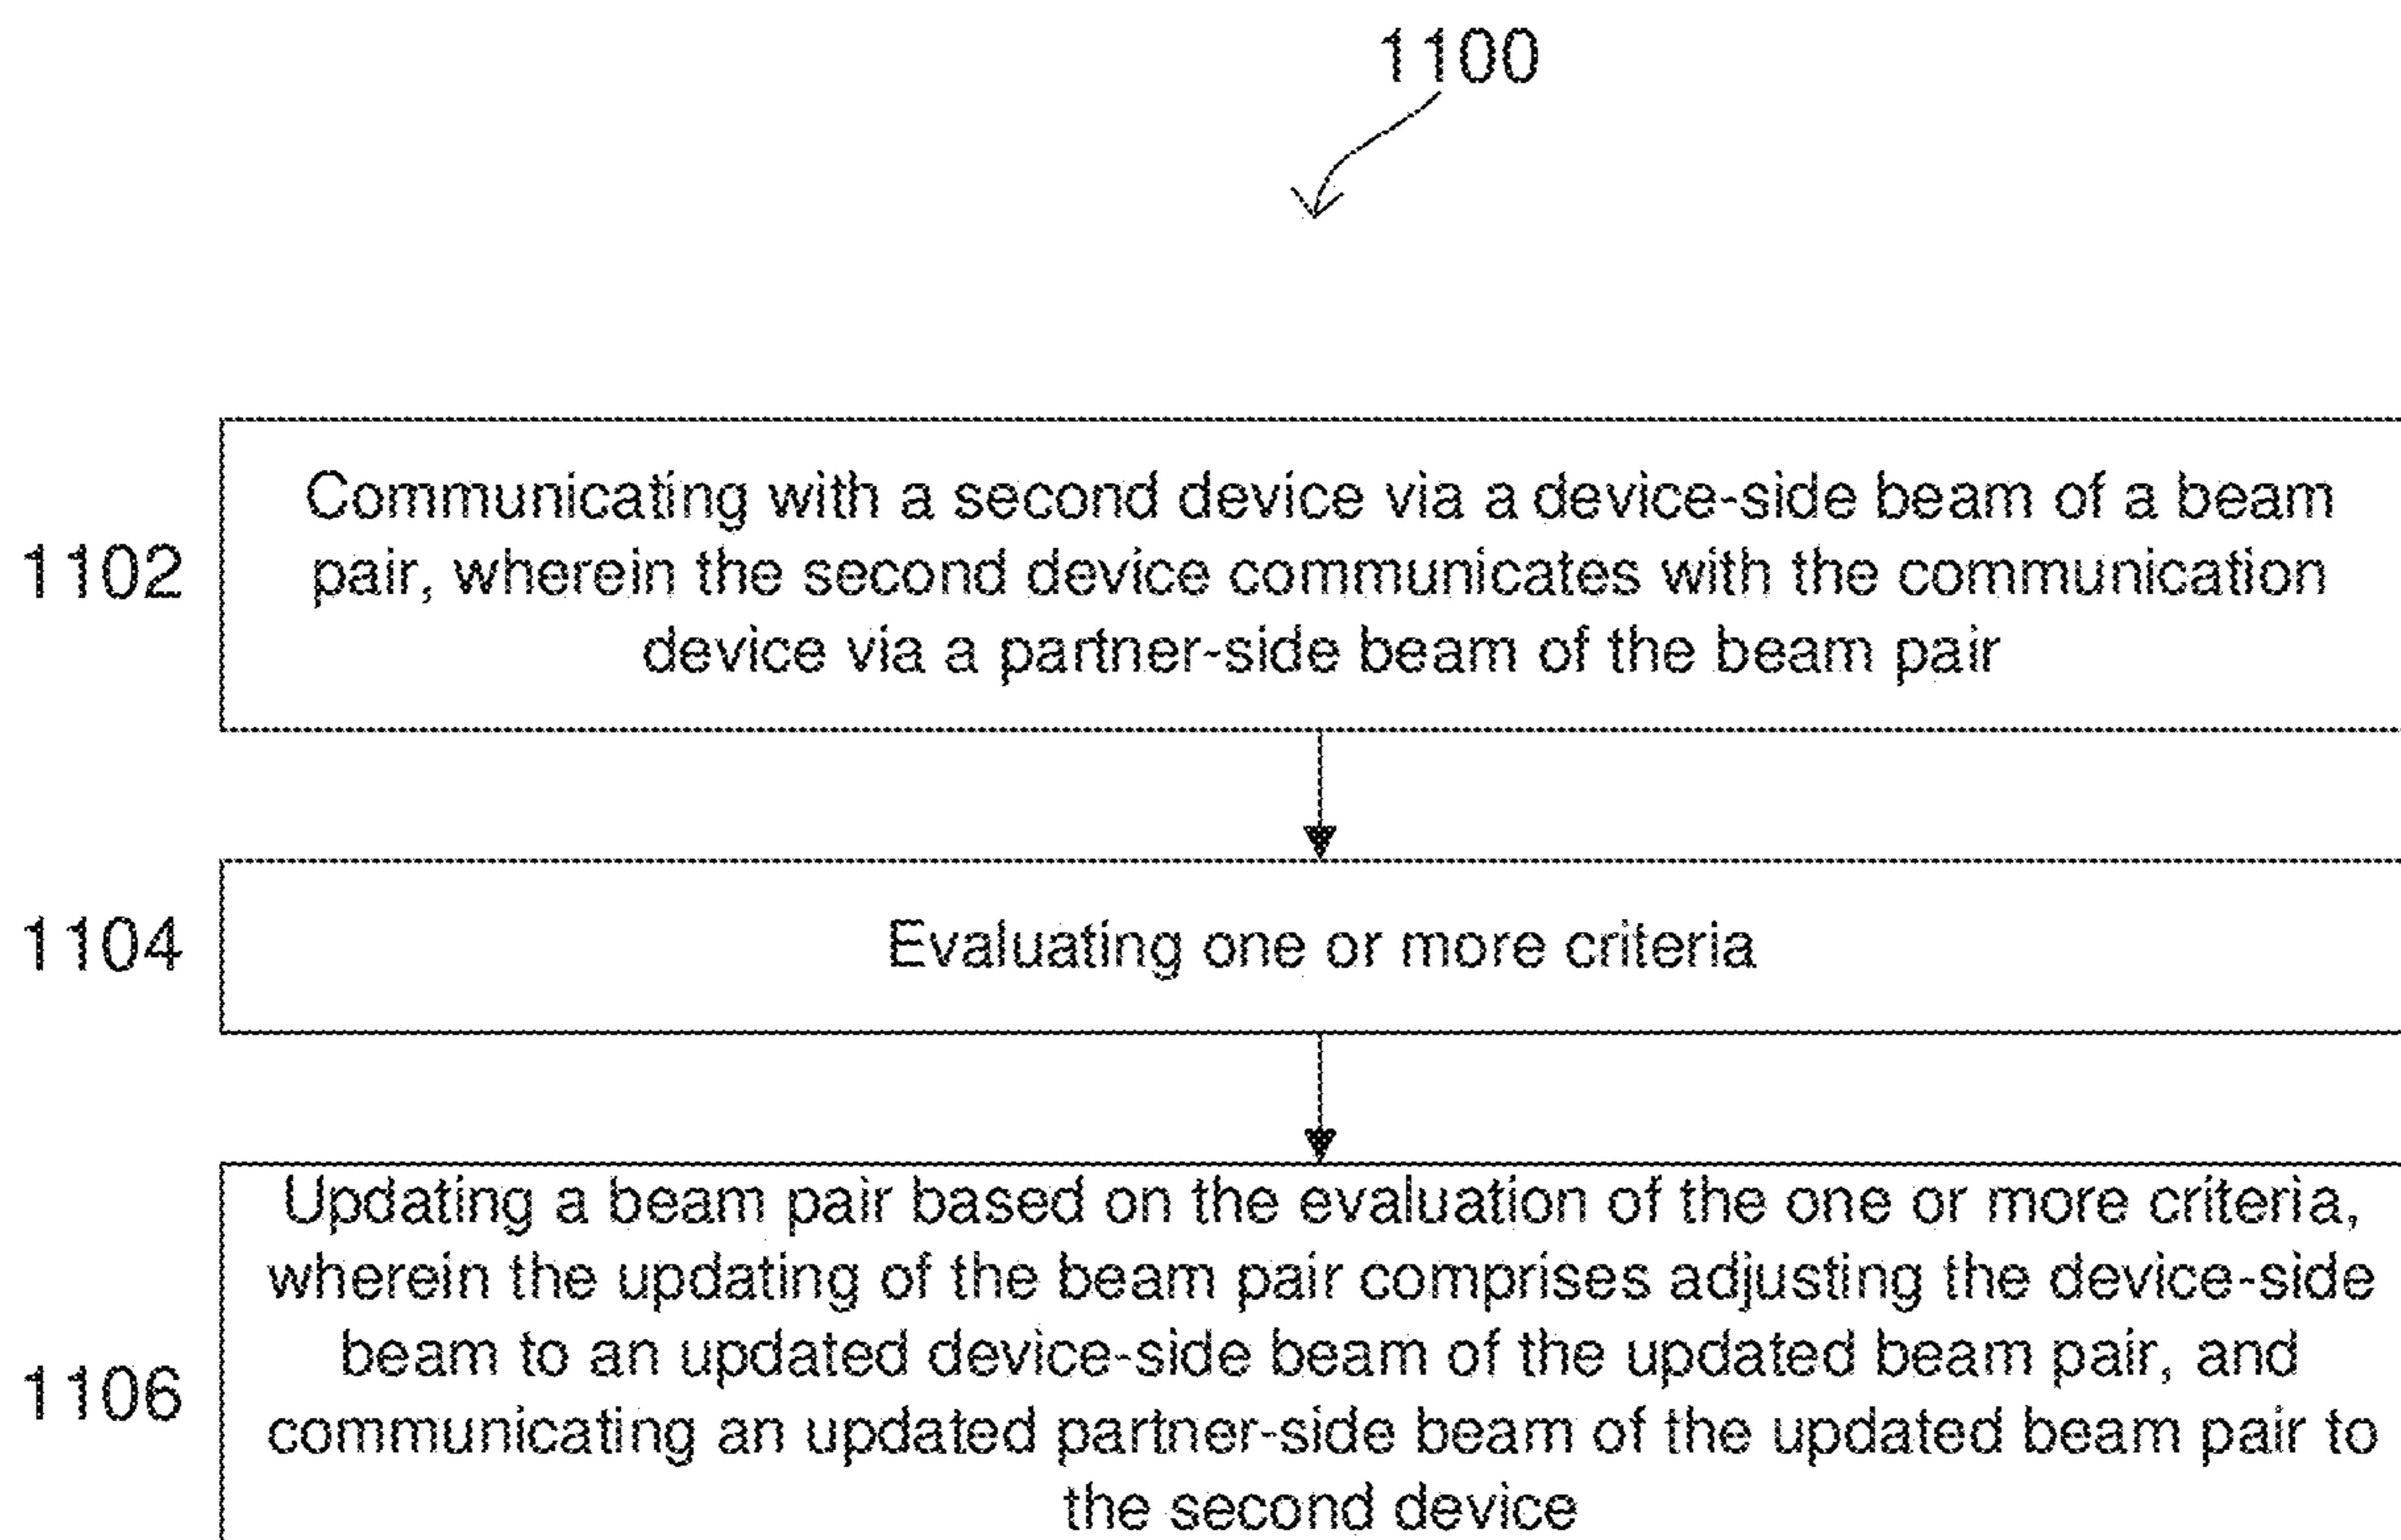 1100
1102
Communicating with a second device via a device-side beam of a beam
pair, wherein the second device communicates with the communication
device via a partner-side beam of the beam pair
1104
Evaluating one or more criteria
1106
Updating a beam pair based on the evaluation of the one or more criteria,
wherein the updating of the beam pair comprises adjusting the device-side
beam to an updated device-side beam of the updated beam pair, and
communicating an updated partner-side beam of the updated beam pair to
the second device